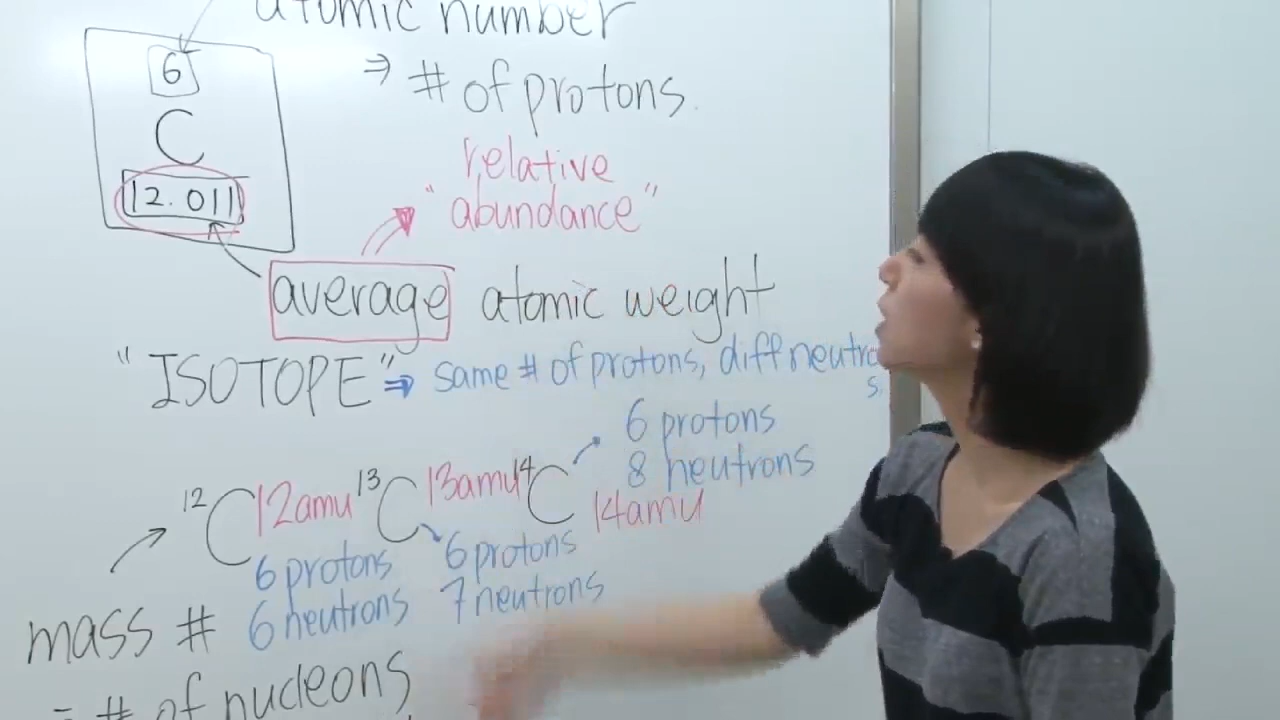 atomic number
6
⇒ # of protons.
C
relative
"abundance"
12.011
average atomic weight
"ISOTOPE" ⇒ same # of protons, diff neutro
s.
6 protons
8 neutrons
12C 12amu 13C 13amu 14C 14amu
6 protons 6 protons
6 neutrons 7 neutrons
mass #
= # of nucleons